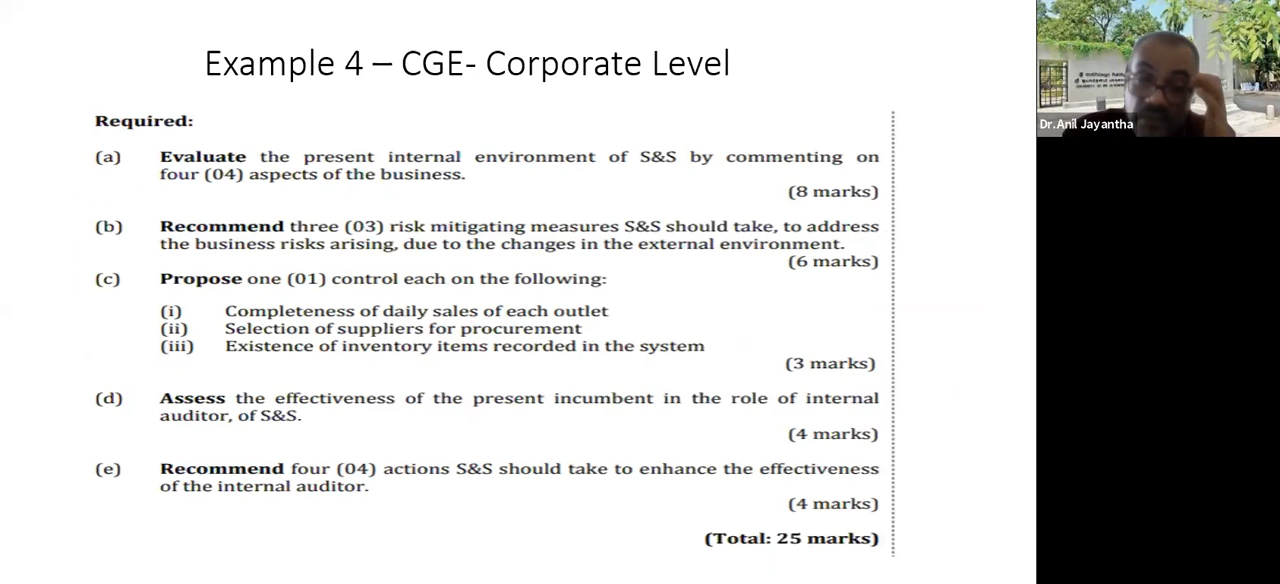 Example 4 – CGE- Corporate Level
Required:
(a) Evaluate the present internal environment of S&S by commenting on
four (04) aspects of the business.
(8 marks)
(b) Recommend three (03) risk mitigating measures S&S should take, to address
the business risks arising, due to the changes in the external environment.
(6 marks)
(c) Propose one (01) control each on the following:
(i) Completeness of daily sales of each outlet
(ii) Selection of suppliers for procurement
(iii) Existence of inventory items recorded in the system
(3 marks)
(d) Assess the effectiveness of the present incumbent in the role of internal
auditor, of S&S.
(4 marks)
(e) Recommend four (04) actions S&S should take to enhance the effectiveness
of the internal auditor.
(4 marks)
(Total: 25 marks)
Dr.Anil Jayantha